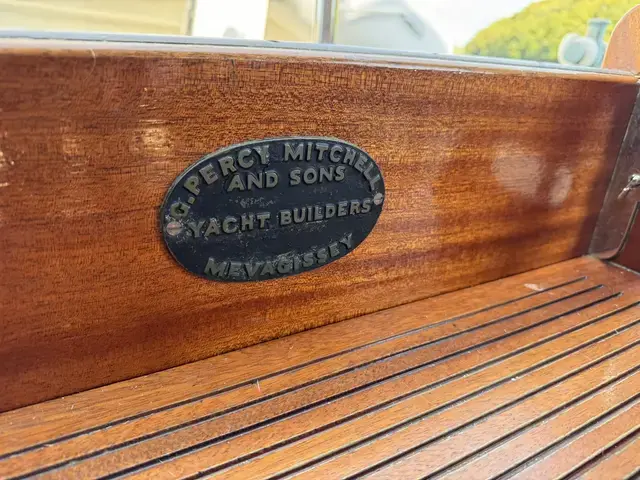 G. PERCY MITCHELL
AND SONS
YACHT BUILDERS
MEVAGISSEY